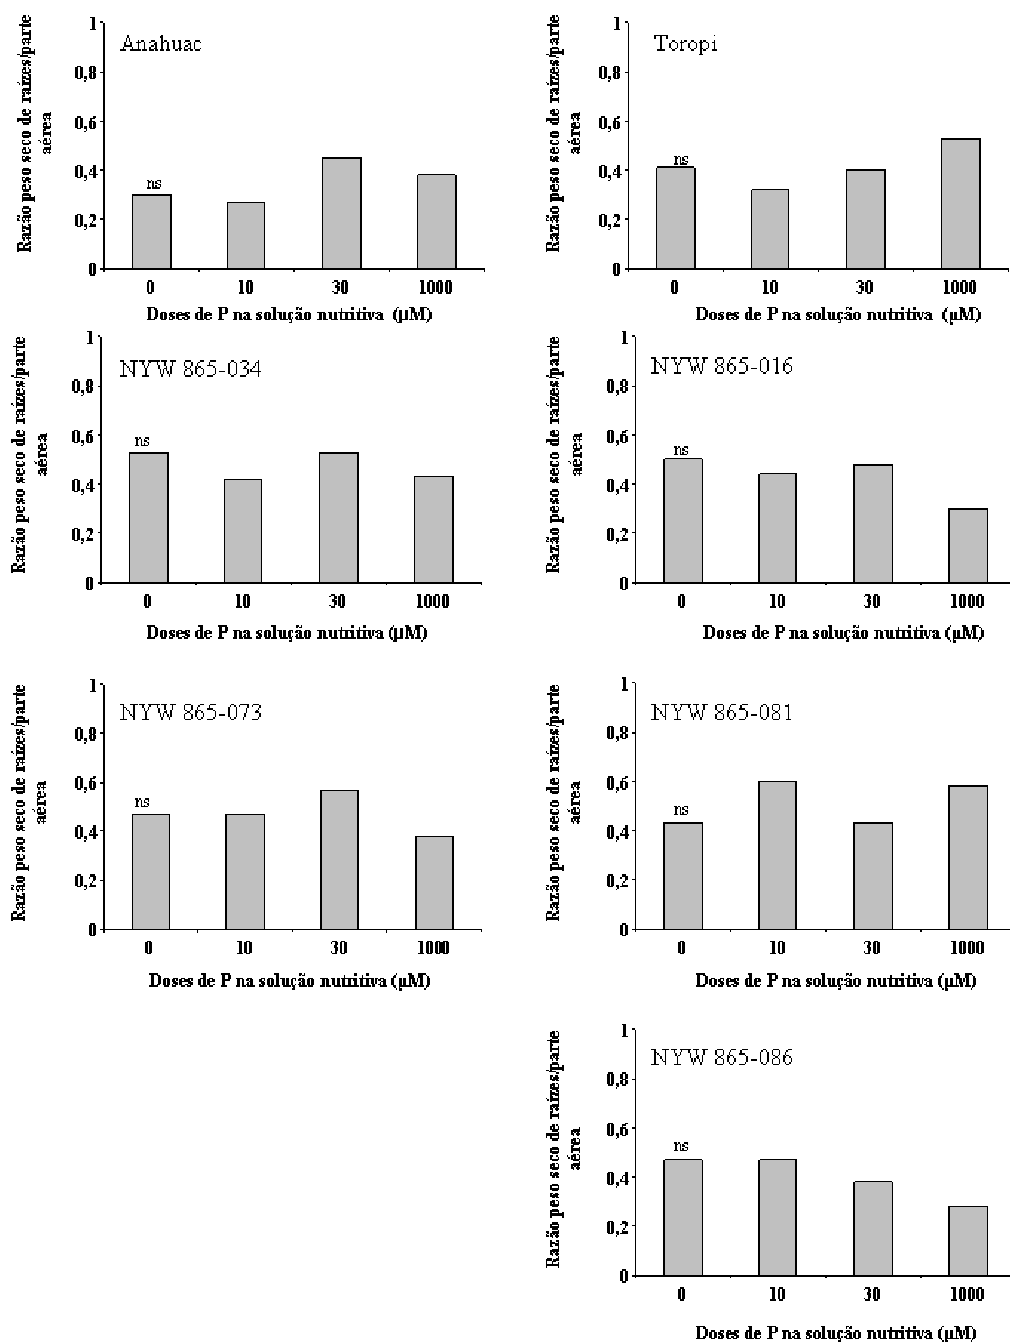 Razão peso seco de raízes/parte
aérea
1
0,8
0,6
0,4
0,2
0
Anahuac
ns
0 10 30 1000
Doses de P na solução nutritiva (µM)
Razão peso seco de raízes/parte
aérea
1
0,8
0,6
0,4
0,2
0
Toropi
ns
0 10 30 1000
Doses de P na solução nutritiva (µM)
Razão peso seco de raízes/parte
aérea
1
0,8
0,6
0,4
0,2
0
NYW 865-034
ns
0 10 30 1000
Doses de P na solução nutritiva (µM)
Razão peso seco de raízes/parte
aérea
1
0,8
0,6
0,4
0,2
0
NYW 865-016
ns
0 10 30 1000
Doses de P na solução nutritiva (µM)
Razão peso seco de raízes/parte
aérea
1
0,8
0,6
0,4
0,2
0
NYW 865-073
ns
0 10 30 1000
Doses de P na solução nutritiva (µM)
Razão peso seco de raízes/parte
aérea
1
0,8
0,6
0,4
0,2
0
NYW 865-081
ns
0 10 30 1000
Doses de P na solução nutritiva (µM)
Razão peso seco de raízes/parte
aérea
1
0,8
0,6
0,4
0,2
0
NYW 865-086
ns
0 10 30 1000
Doses de P na solução nutritiva (µM)